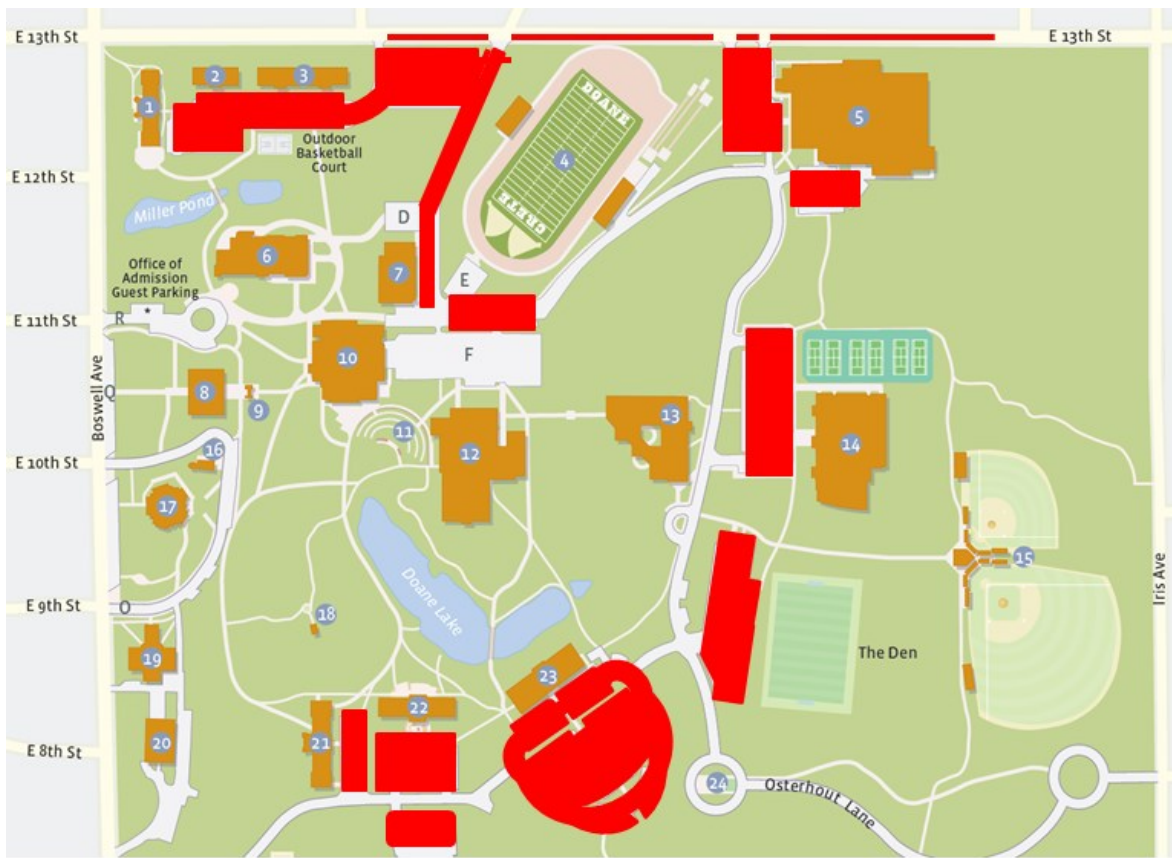 E 13th St
E 13th St
1
2
3
5
Outdoor
Basketball
Court
DOANE
4
CRETE
E 12th St
Miller Pond
D
6
7
E
Office of
Admission
Guest Parking
R
*
E 11th St
F
10
Boswell Ave
Q
8
9
11
12
13
14
E 10th St
16
17
15
Doane Lake
E 9th St
O
18
Iris Ave
19
The Den
23
22
21
20
E 8th St
24
Osterhout Lane